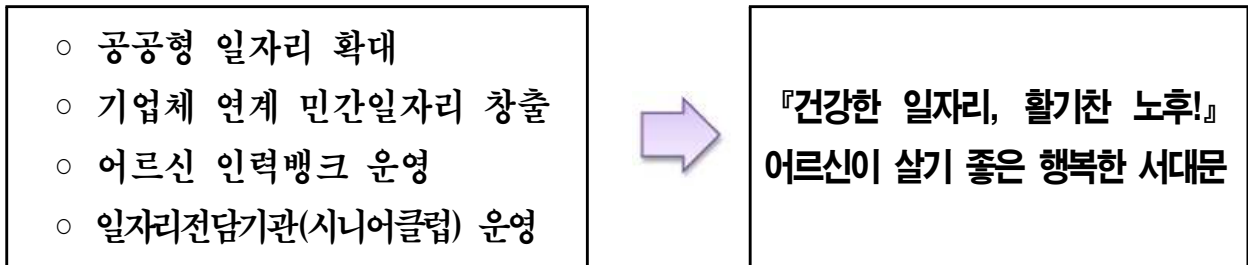 ○ 공공형 일자리 확대
○ 기업체 연계 민간일자리 창출
○ 어르신 인력뱅크 운영
○ 일자리전담기관(시니어클럽) 운영
『건강한 일자리, 활기찬 노후!』
어르신이 살기 좋은 행복한 서대문